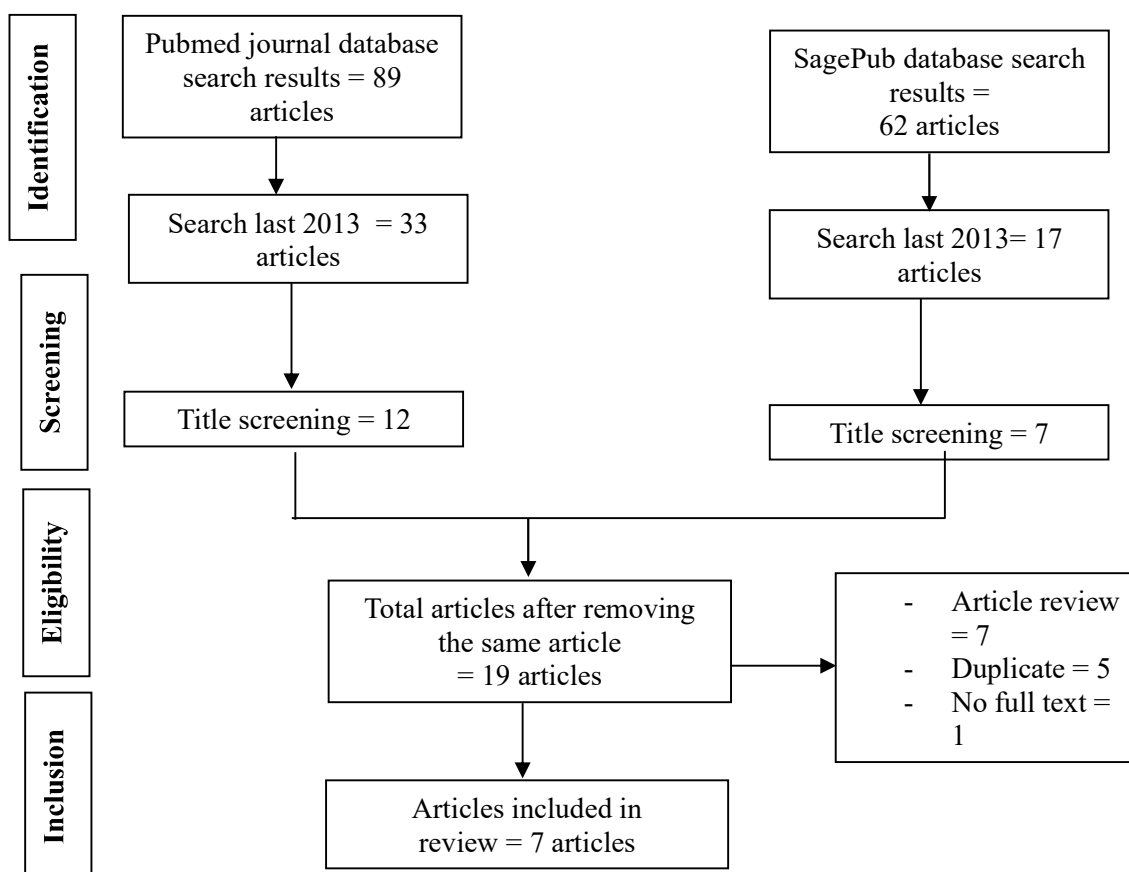 Identification
Pubmed journal database
search results = 89
articles
SagePub database search
results =
62 articles
Search last 2013  = 33
articles
Search last 2013= 17
articles
Screening
Title screening = 12
Title screening = 7
Eligibility
Total articles after removing
the same article
= 19 articles
- Article review
= 7
- Duplicate = 5
- No full text =
1
Inclusion
Articles included in
review = 7 articles